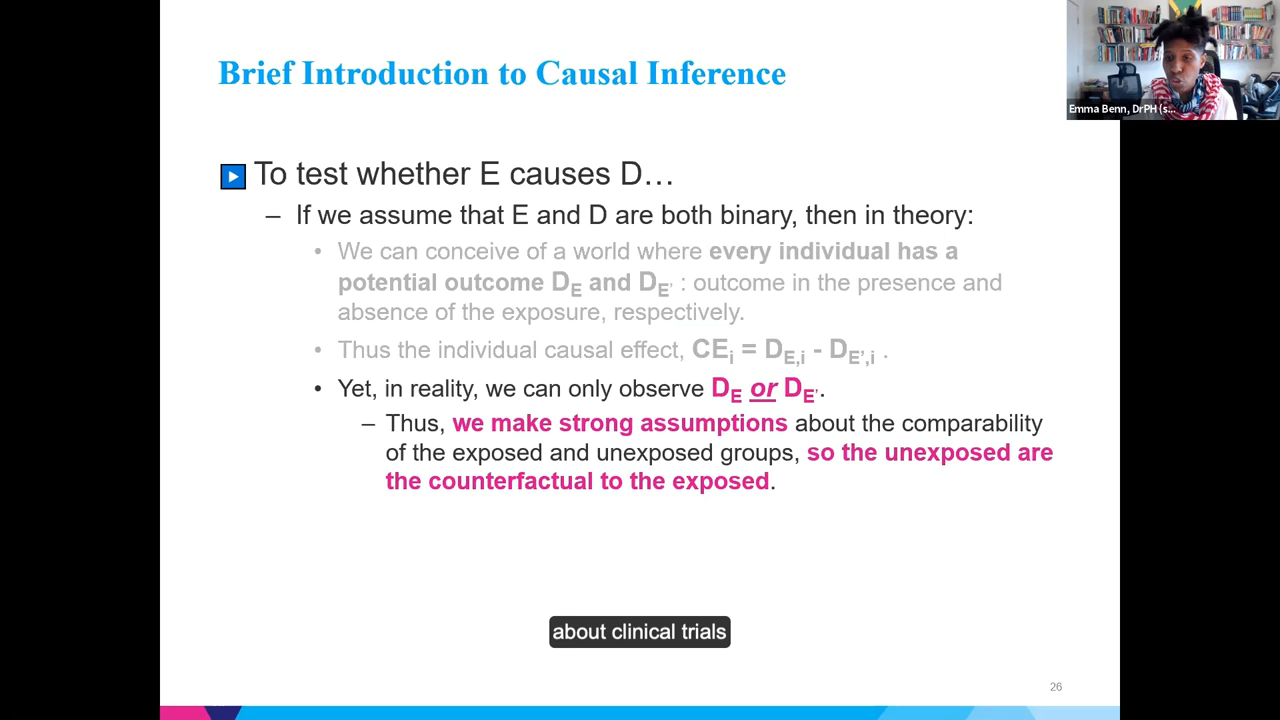 Brief Introduction to Causal Inference
Emma Benn, DrPH (s...
To test whether E causes D…
– If we assume that E and D are both binary, then in theory:
• We can conceive of a world where every individual has a
potential outcome DE and DE' : outcome in the presence and
absence of the exposure, respectively.
• Thus the individual causal effect, CEi = DE,i - DE',i .
• Yet, in reality, we can only observe DE or DE'.
– Thus, we make strong assumptions about the comparability
of the exposed and unexposed groups, so the unexposed are
the counterfactual to the exposed.
about clinical trials
26